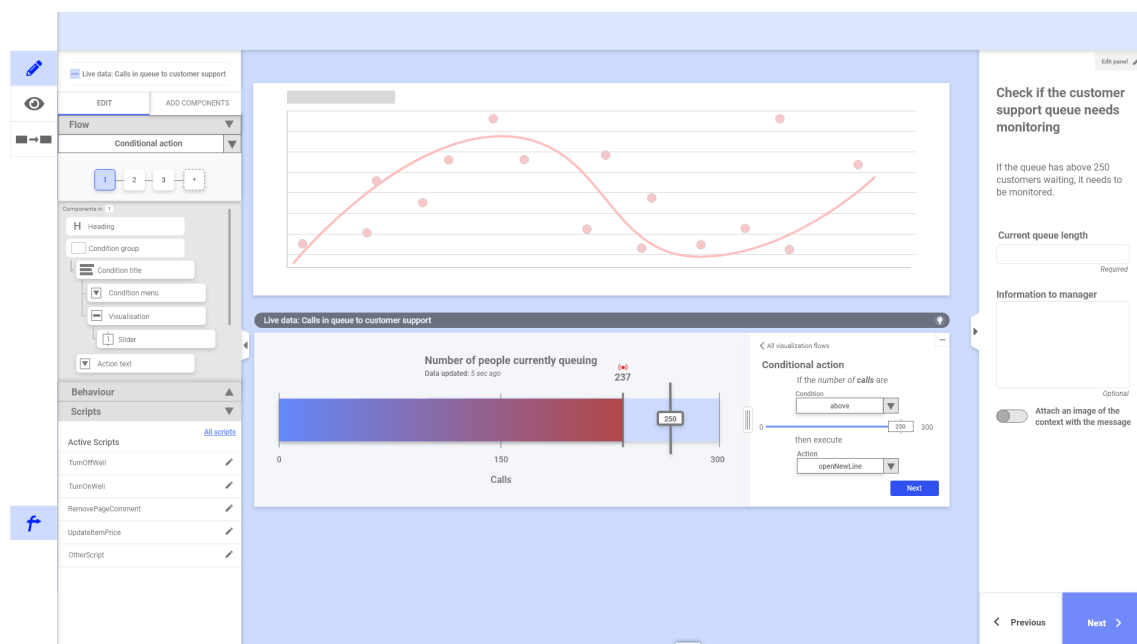 Live data: Calls in queue to customer support
EDIT
ADD COMPONENTS
Flow
Conditional action
1
2
3
+
Components in 1
H Heading
Condition group
Condition title
Condition menu
Visualisation
1 Slider
Action text
Behaviour
Scripts
All scripts
Active Scripts
TurnOffWell
TurnOnWell
RemovePageComment
UpdateItemPrice
OtherScript
Live data: Calls in queue to customer support
Number of people currently queuing
Data updated: 5 sec ago
237
250
0
150
300
Calls
All visualization flows
Conditional action
If the number of calls are
Condition
above
0
250
300
then execute
Action
openNewLine
Next
Edit panel
Check if the customer
support queue needs
monitoring
If the queue has above 250
customers waiting, it needs to
be monitored.
Current queue length
Required
Information to manager
Optional
Attach an image of the
context with the message
Previous
Next